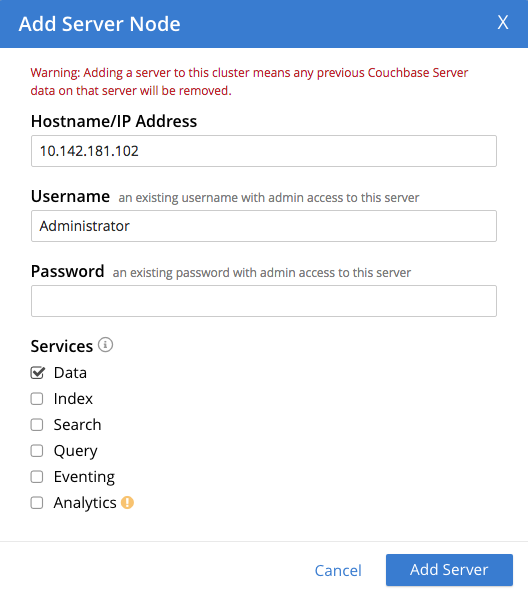 Add Server Node X
Warning: Adding a server to this cluster means any previous Couchbase Server
data on that server will be removed.
Hostname/IP Address
10.142.181.102
Username an existing username with admin access to this server
Administrator
Password an existing password with admin access to this server
Services
Data
Index
Search
Query
Eventing
Analytics
Cancel Add Server